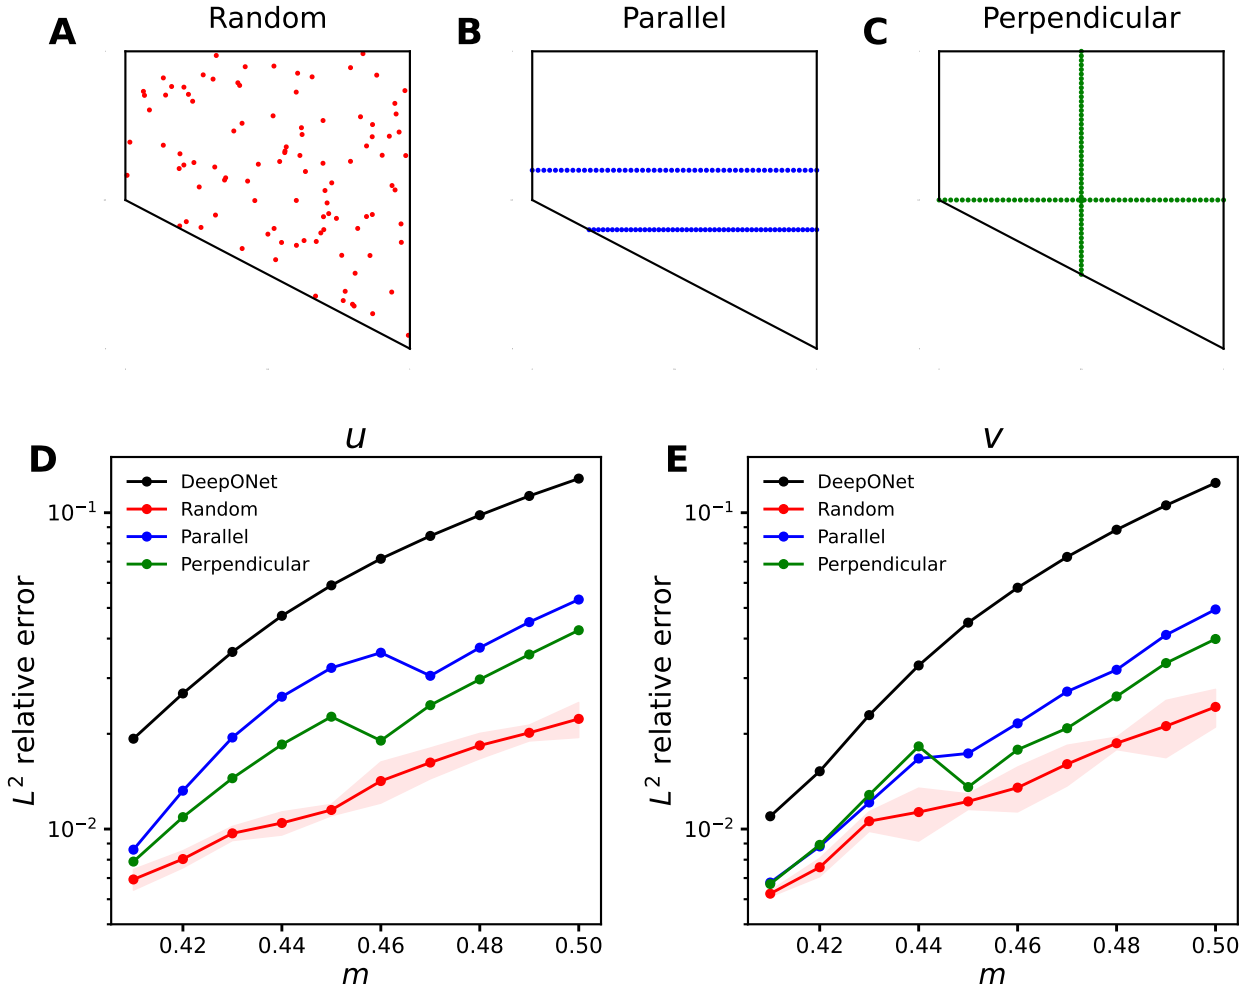 A Random
B Parallel
C Perpendicular
D u
DeepONet
Random
Parallel
Perpendicular
10⁻¹
10⁻²
L² relative error
0.42 0.44 0.46 0.48 0.50
m
E v
DeepONet
Random
Parallel
Perpendicular
10⁻¹
10⁻²
L² relative error
0.42 0.44 0.46 0.48 0.50
m